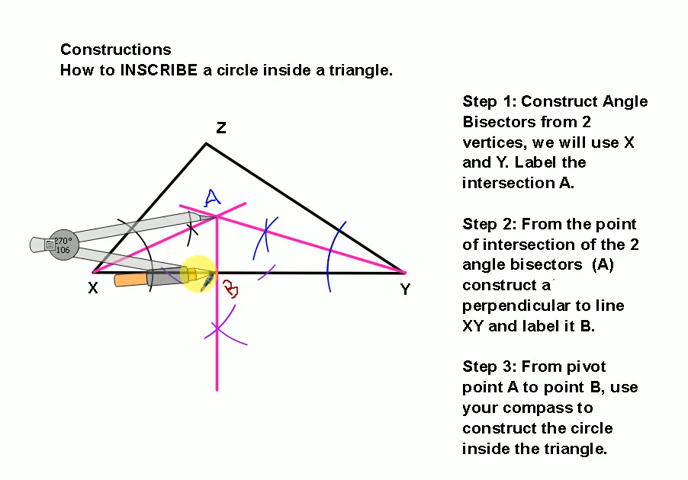 Constructions
How to INSCRIBE a circle inside a triangle.
Step 1: Construct Angle
Bisectors from 2
vertices, we will use X
and Y. Label the
intersection A.
Step 2: From the point
of intersection of the 2
angle bisectors (A)
construct a
perpendicular to line
XY and label it B.
Step 3: From pivot
point A to point B, use
your compass to
construct the circle
inside the triangle.
Z
A
270°
106
X
B
Y